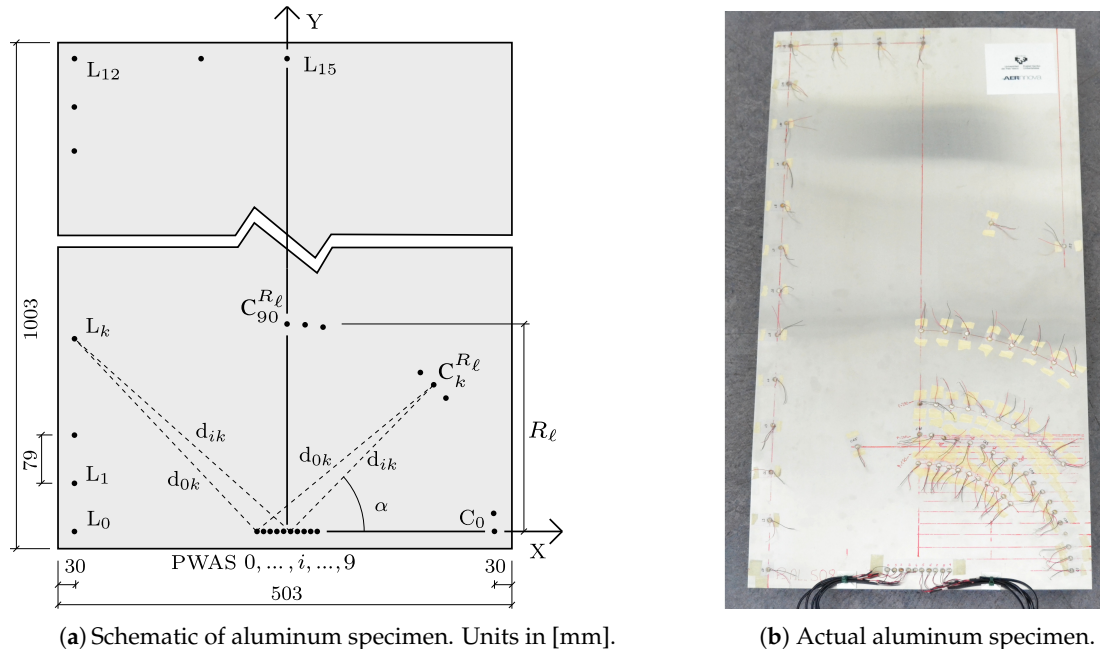 Y
L₁₂
L₁₅
1003
C₉₀^{Rℓ}
Lₖ
Cₖ^{Rℓ}
dᵢₖ
d₀ₖ
d₀ₖ
dᵢₖ
Rℓ
79
L₁
α
L₀
C₀
X
PWAS 0, ... , i, ..., 9
30
30
503
(a) Schematic of aluminum specimen. Units in [mm].
AERnnova
(b) Actual aluminum specimen.